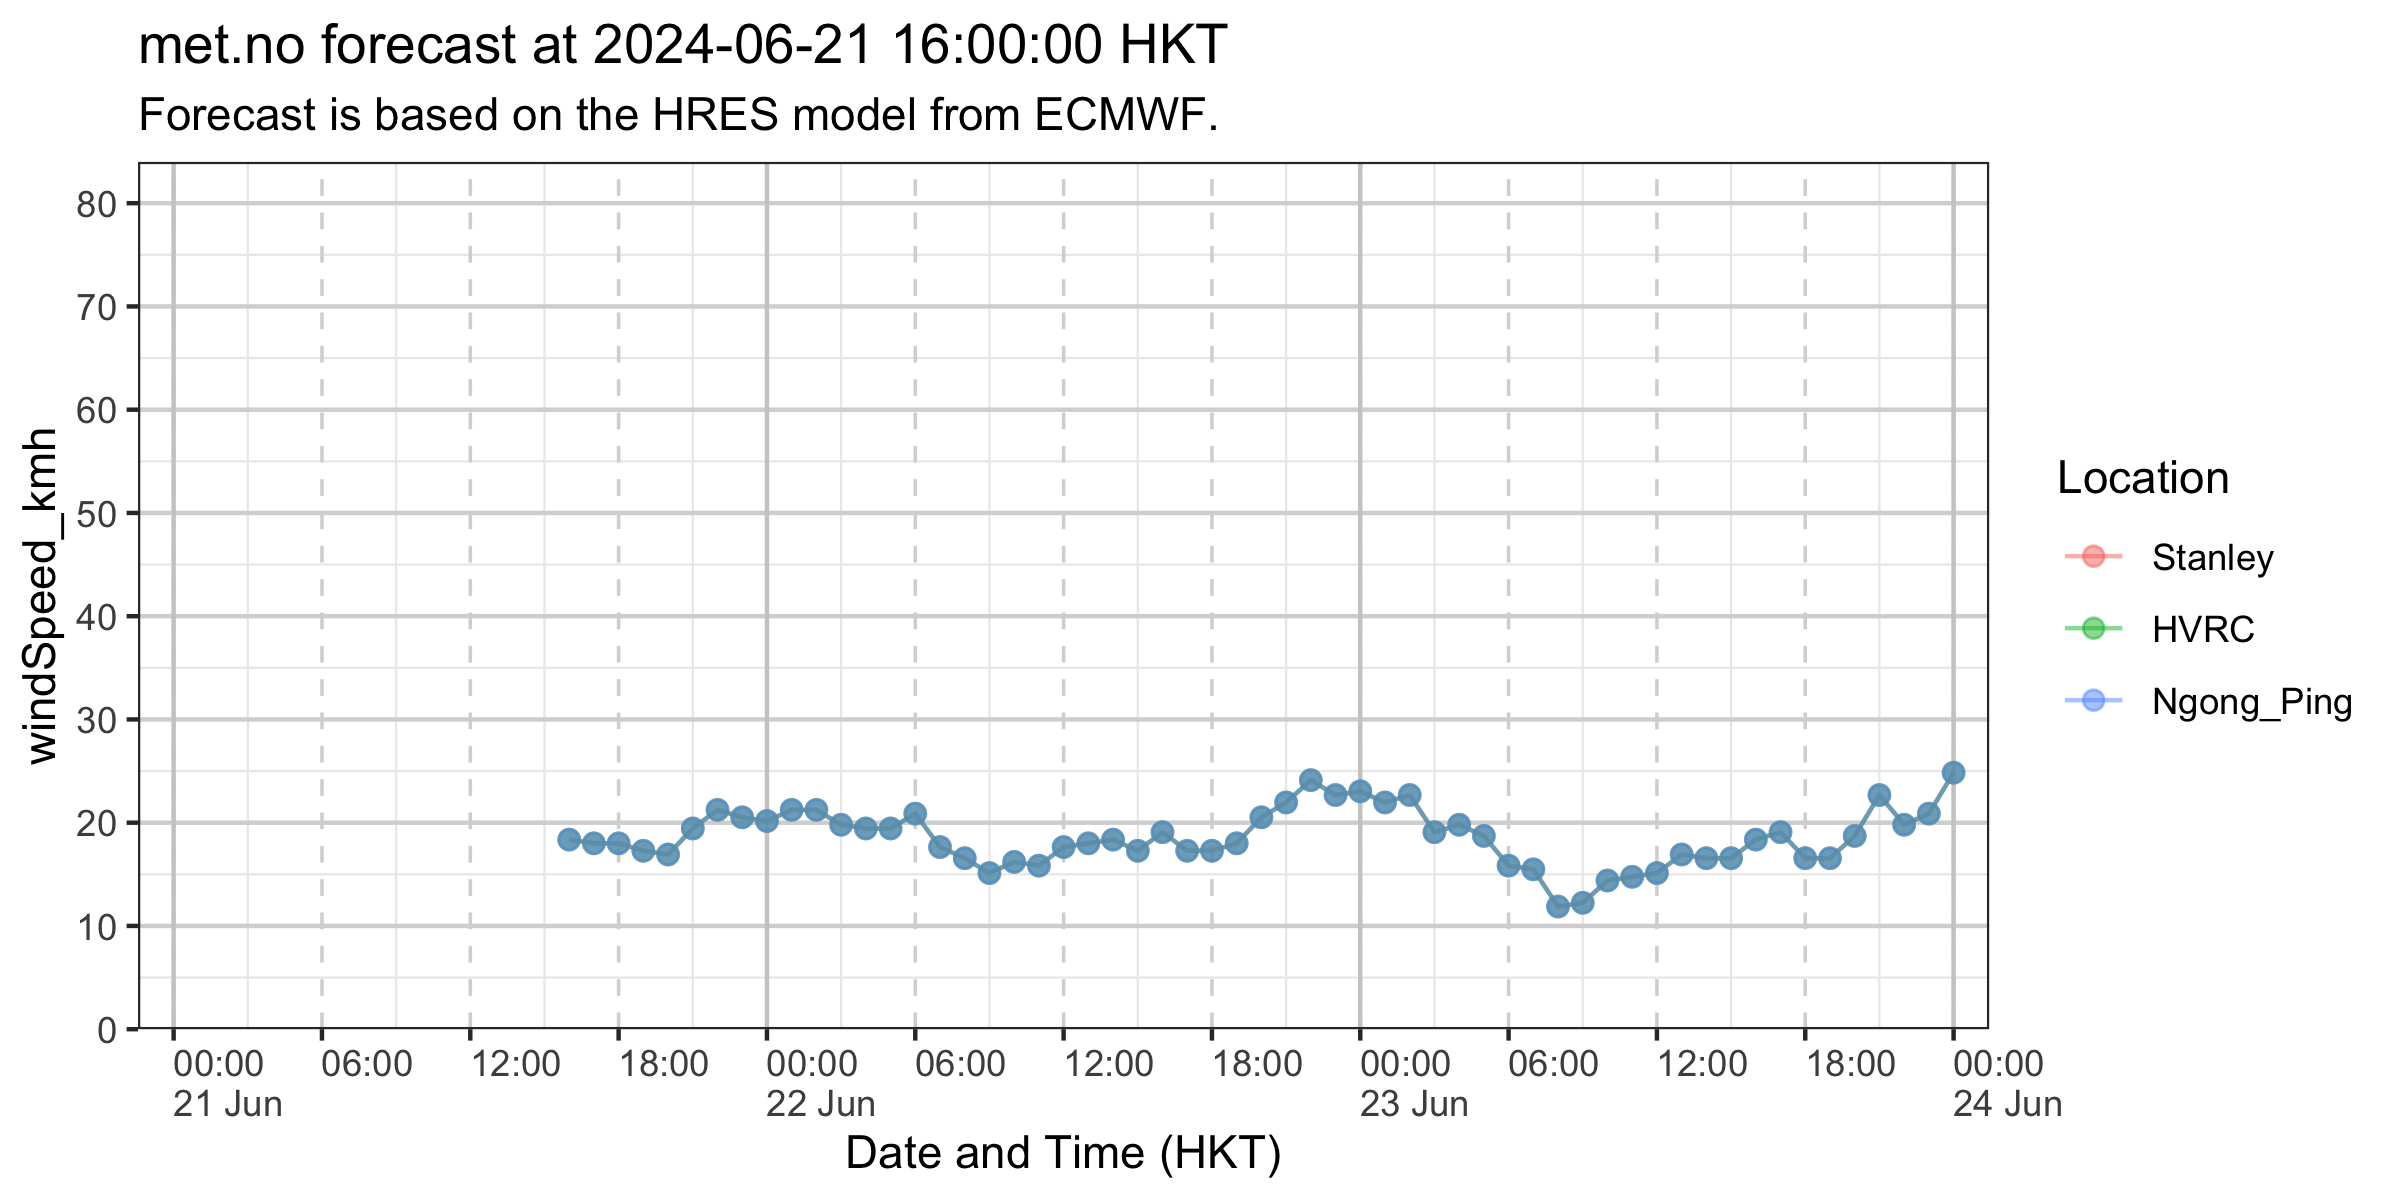 met.no forecast at 2024-06-21 16:00:00 HKT
Forecast is based on the HRES model from ECMWF.
windSpeed_kmh
80
70
60
50
40
30
20
10
0
00:00 06:00 12:00 18:00 00:00 06:00 12:00 18:00 00:00 06:00 12:00 18:00 00:00
21 Jun 22 Jun 23 Jun 24 Jun
Date and Time (HKT)
Location
Stanley
HVRC
Ngong_Ping